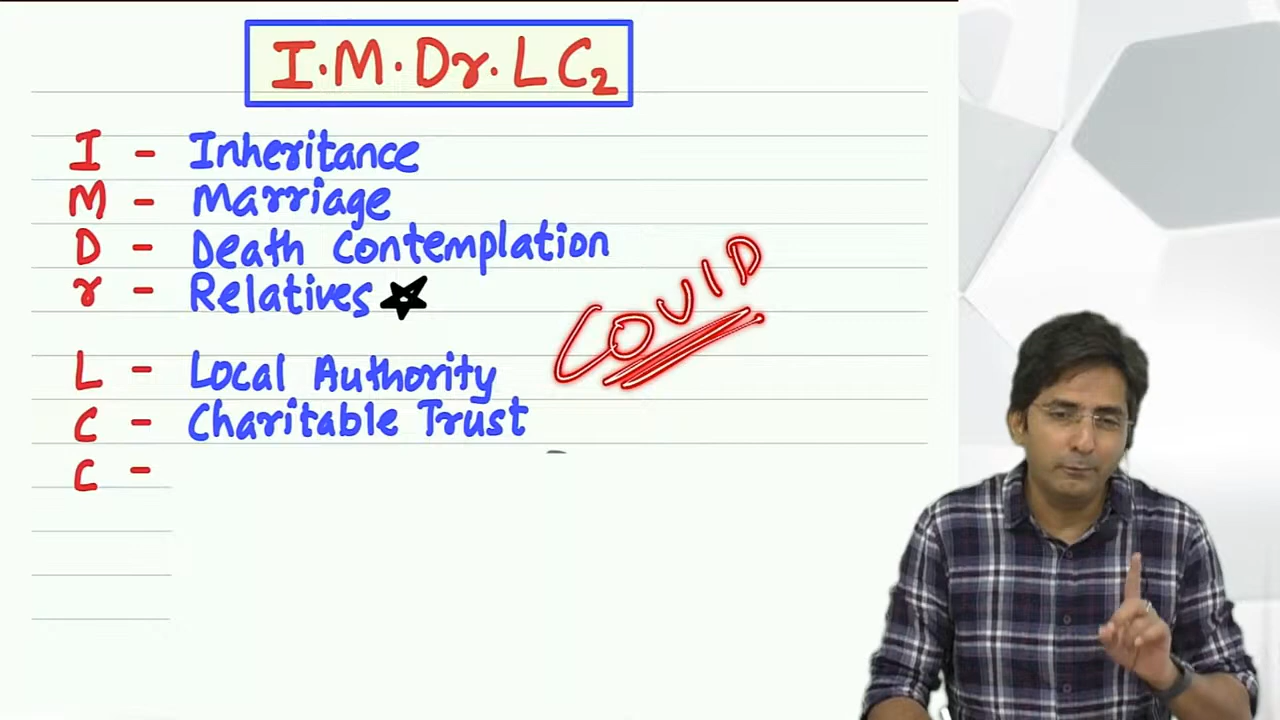 I.M.Dr.LC₂
I - Inheritance
M - Marriage
D - Death Contemplation
r - Relatives
COVID
L - Local Authority
C - Charitable Trust
C -